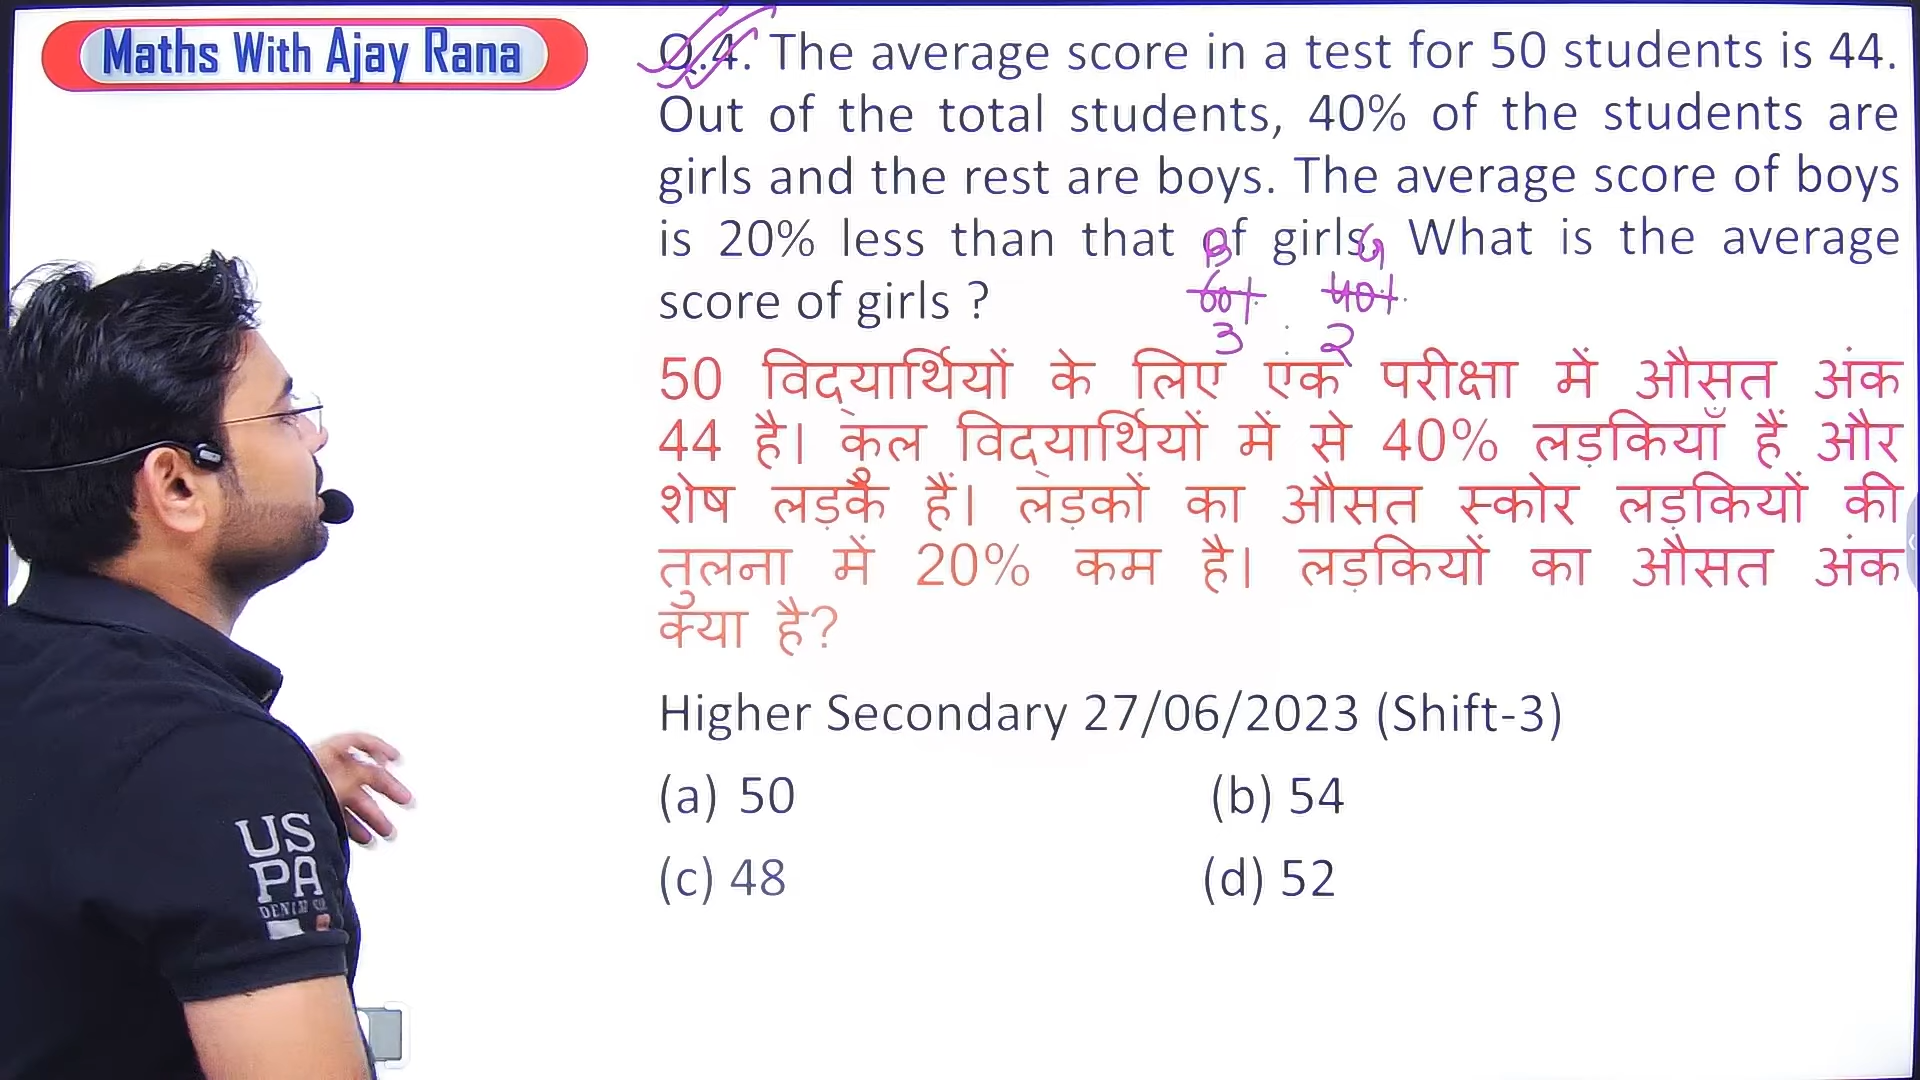 Maths With Ajay Rana
Q.4. The average score in a test for 50 students is 44.
Out of the total students, 40% of the students are
girls and the rest are boys. The average score of boys
is 20% less than that of girls. What is the average
score of girls ?
B G
60% 40%
3 : 2
50 विद्यार्थियों के लिए एक परीक्षा में औसत अंक
44 है। कुल विद्यार्थियों में से 40% लड़कियाँ हैं और
शेष लड़के हैं। लड़कों का औसत स्कोर लड़कियों की
तुलना में 20% कम है। लड़कियों का औसत अंक
क्या है?
Higher Secondary 27/06/2023 (Shift-3)
(a) 50 (b) 54
(c) 48 (d) 52
US
PA
DENIM